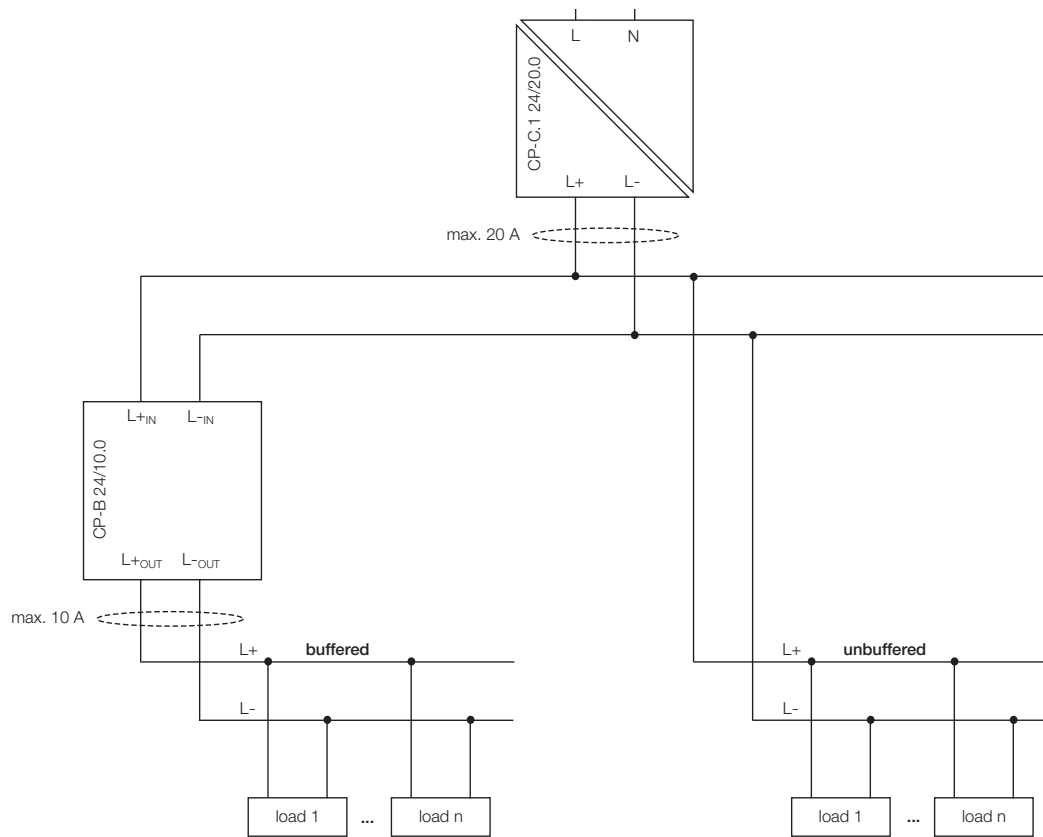 L N
CP-C.1 24/20.0
L+ L-
max. 20 A
L+IN L-IN
CP-B 24/10.0
L+OUT L-OUT
max. 10 A
L+ buffered
L-
load 1 ... load n
L+ unbuffered
L-
load 1 ... load n